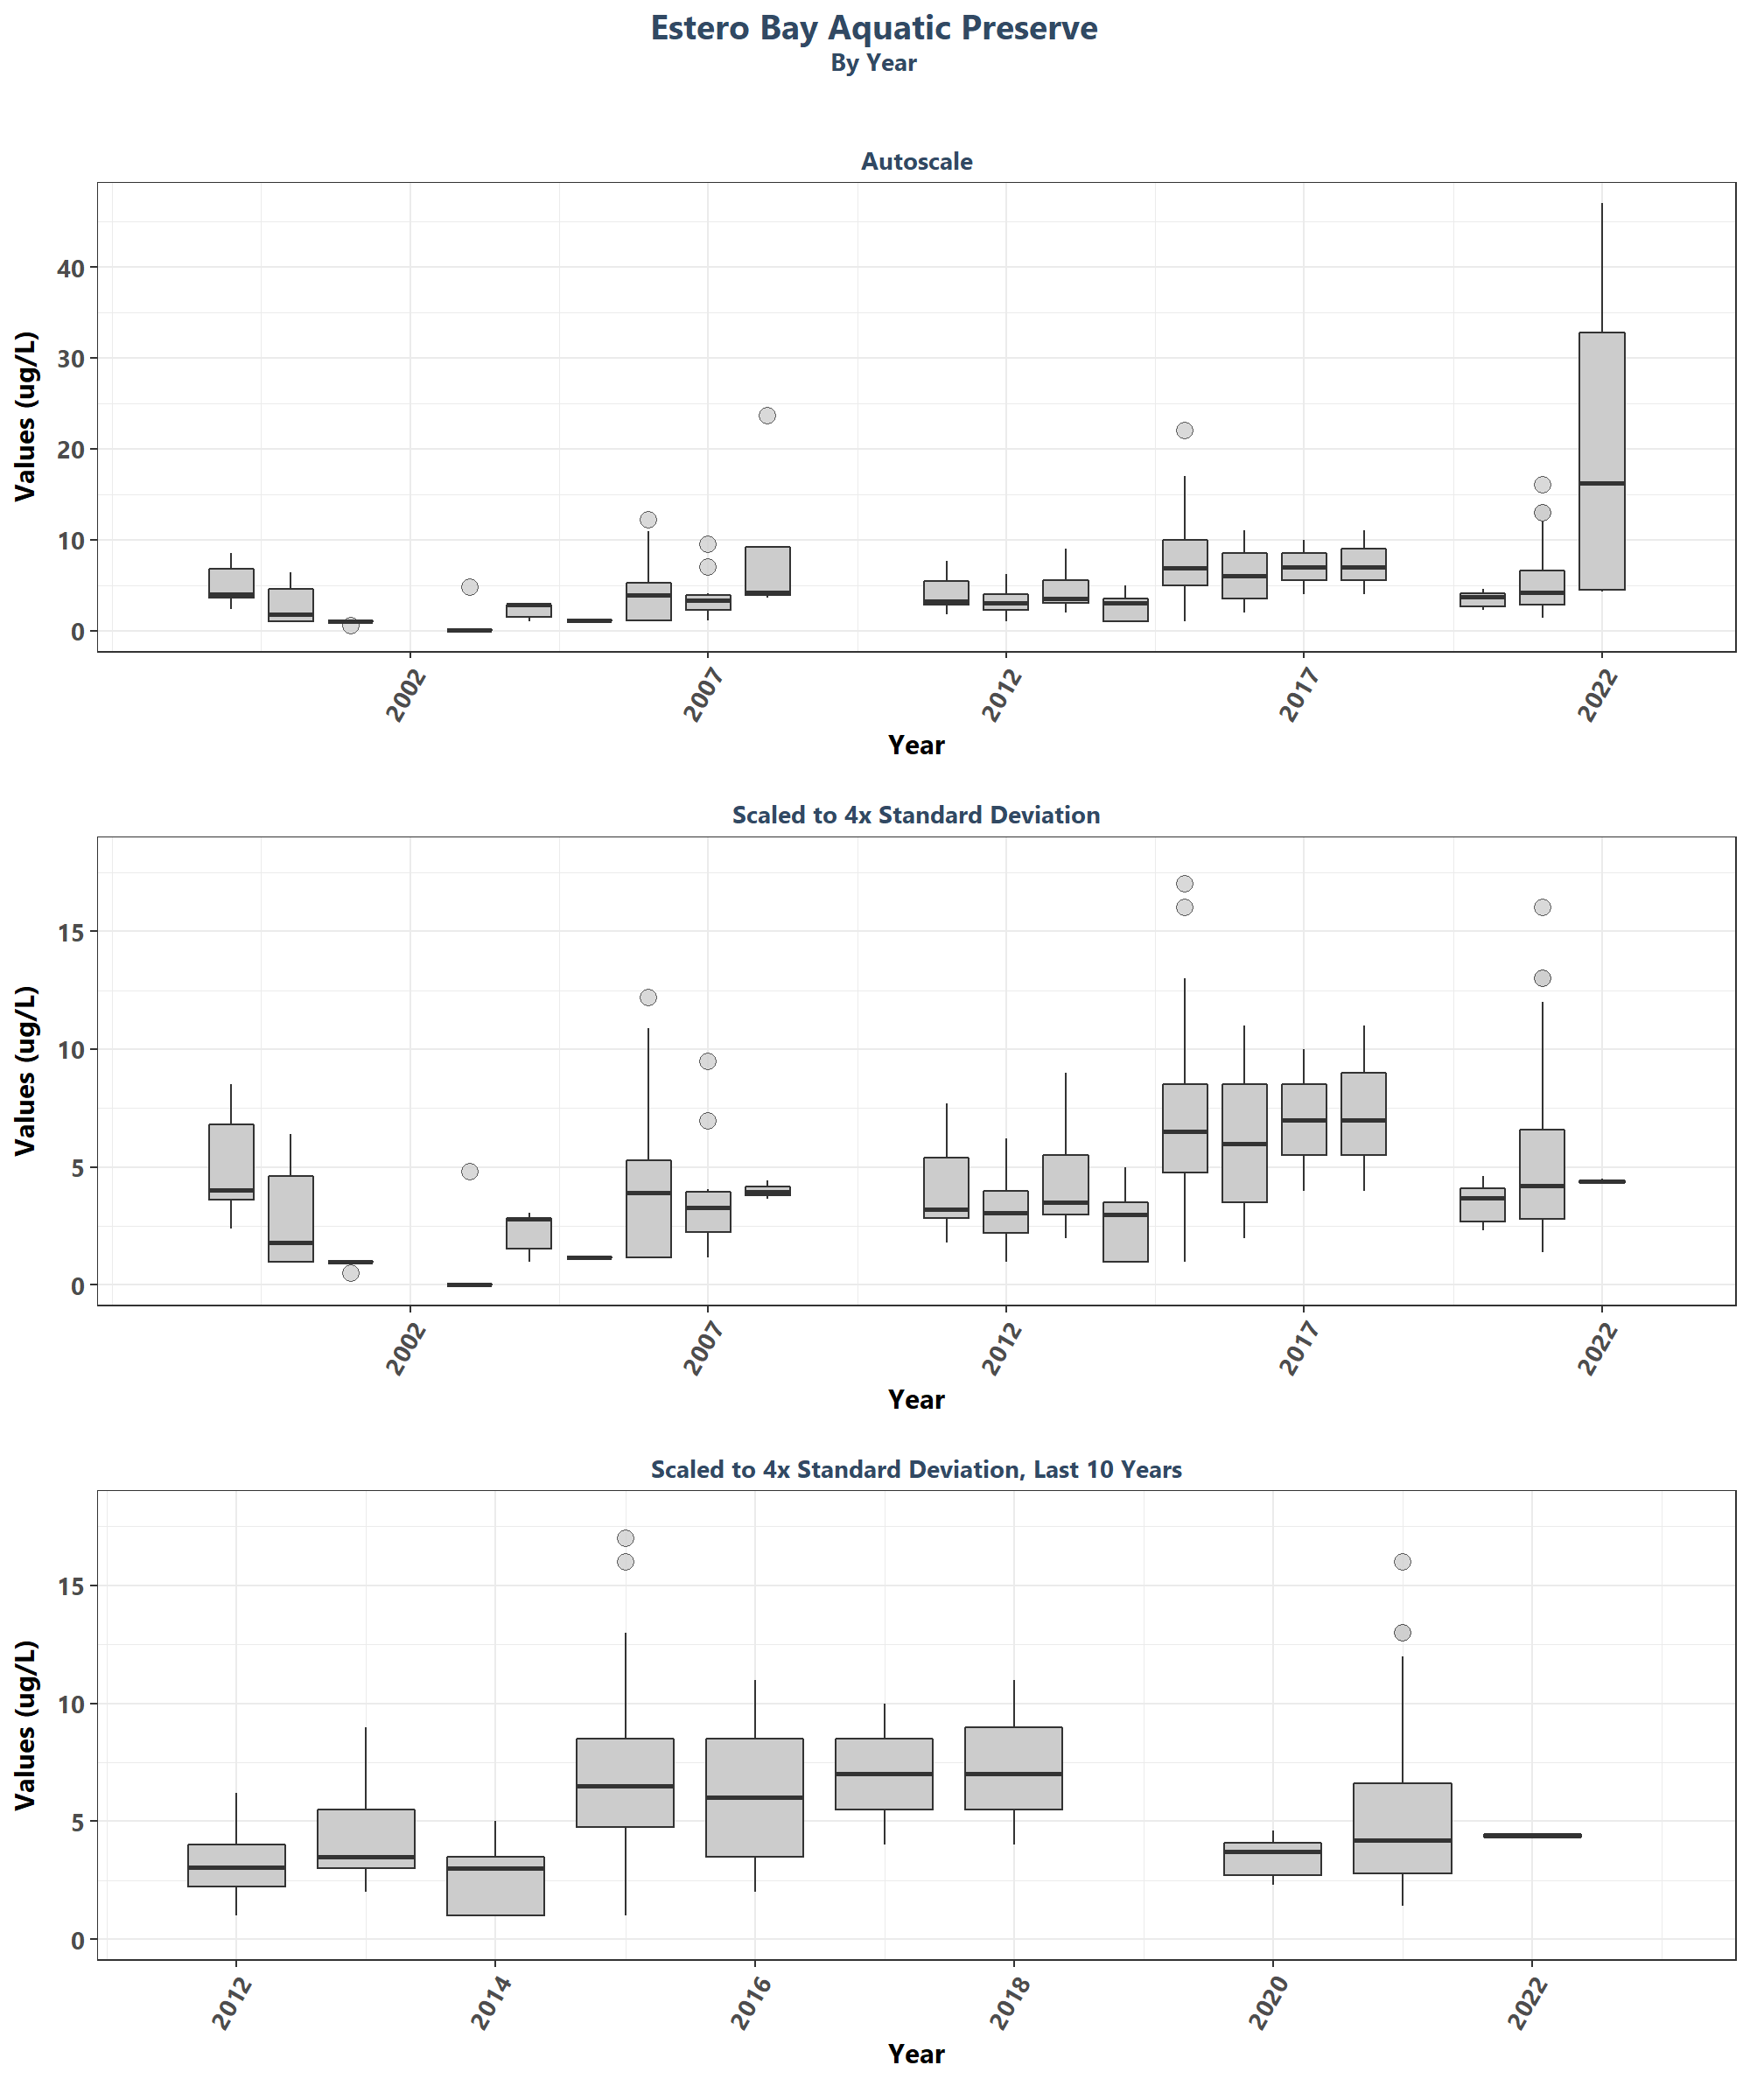 Estero Bay Aquatic Preserve
By Year
Autoscale
Values (ug/L)
40
30
20
10
0
2002
2007
2012
2017
2022
Year
Scaled to 4x Standard Deviation
Values (ug/L)
15
10
5
0
2002
2007
2012
2017
2022
Year
Scaled to 4x Standard Deviation, Last 10 Years
Values (ug/L)
15
10
5
0
2012
2014
2016
2018
2020
2022
Year